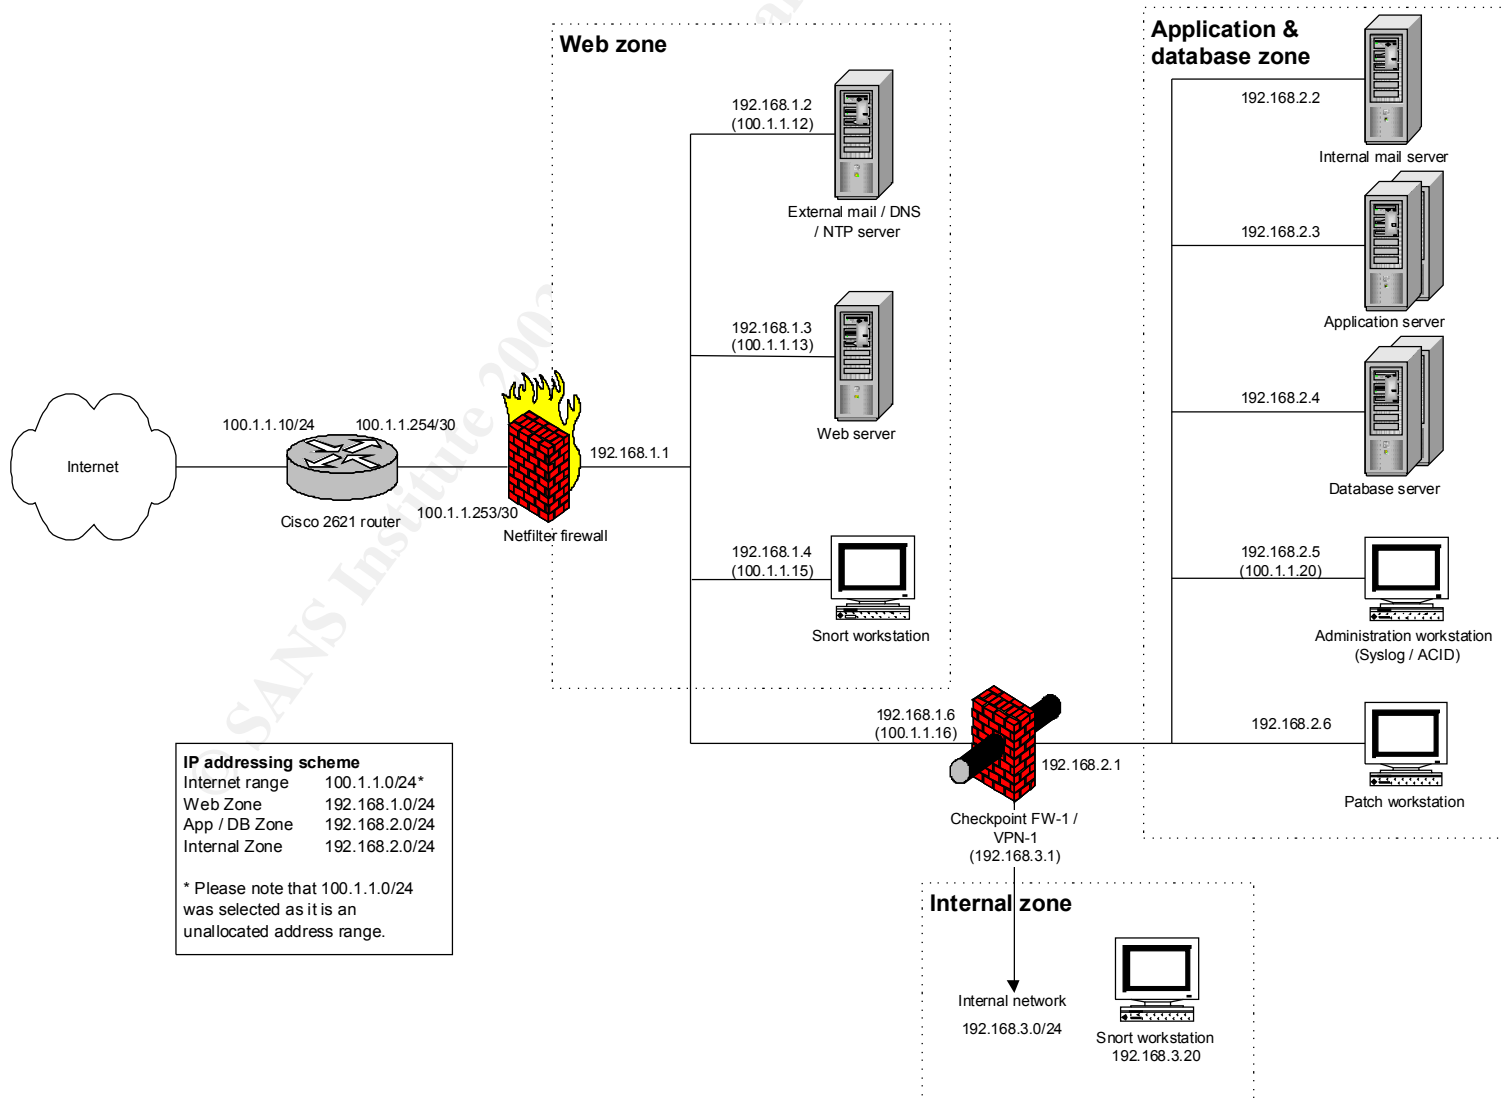 Web zone
192.168.1.2
(100.1.1.12)
External mail / DNS
/ NTP server
192.168.1.3
(100.1.1.13)
Web server
192.168.1.4
(100.1.1.15)
Snort workstation
Internet
100.1.1.10/24
100.1.1.254/30
Cisco 2621 router
100.1.1.253/30
192.168.1.1
Netfilter firewall
Application &
database zone
192.168.2.2
Internal mail server
192.168.2.3
Application server
192.168.2.4
Database server
192.168.2.5
(100.1.1.20)
Administration workstation
(Syslog / ACID)
192.168.2.6
Patch workstation
192.168.1.6
(100.1.1.16)
192.168.2.1
Checkpoint FW-1 /
VPN-1
(192.168.3.1)
Internal zone
Internal network
192.168.3.0/24
Snort workstation
192.168.3.20
IP addressing scheme
Internet range 100.1.1.0/24*
Web Zone 192.168.1.0/24
App / DB Zone 192.168.2.0/24
Internal Zone 192.168.2.0/24
* Please note that 100.1.1.0/24
was selected as it is an
unallocated address range.
© SANS Institute